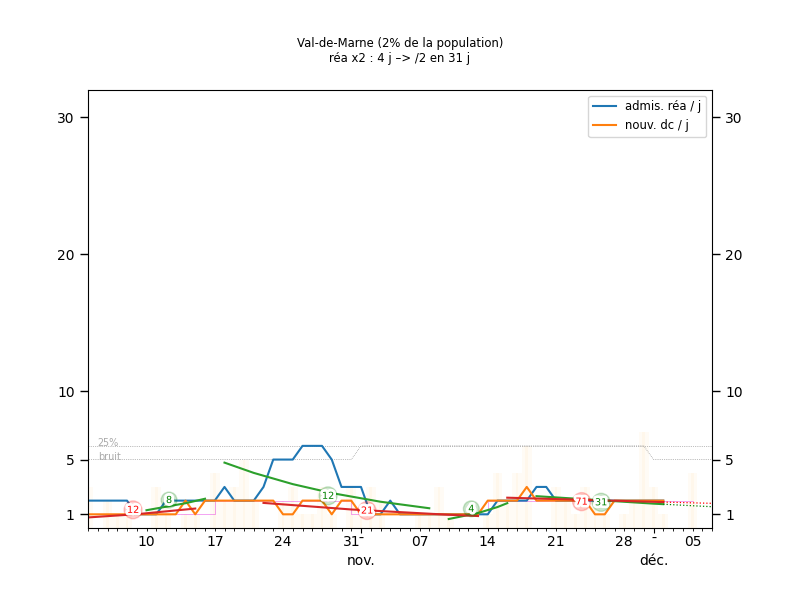 Val-de-Marne (2% de la population)
réa x2 : 4 j –> /2 en 31 j
admis. réa / j
nouv. dc / j
30 30
20 20
10 10
25%
5 bruit 5
12 8 12 21 4 71 31
1 1
10 17 24 31- 07 14 21 28 - 05
nov. déc.